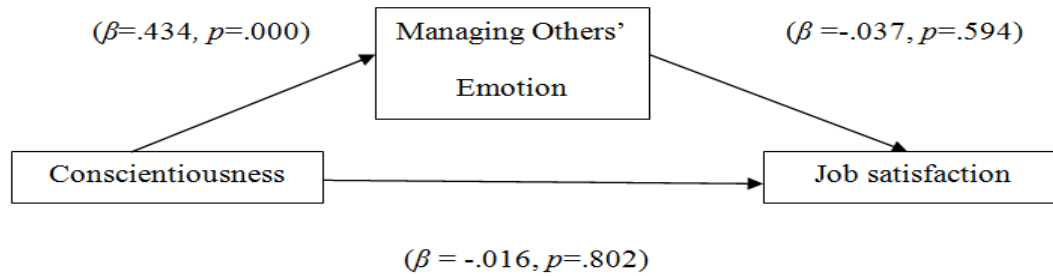 (β=.434, p=.000)
Managing Others’
Emotion
(β =-.037, p=.594)
Conscientiousness
Job satisfaction
(β = -.016, p=.802)